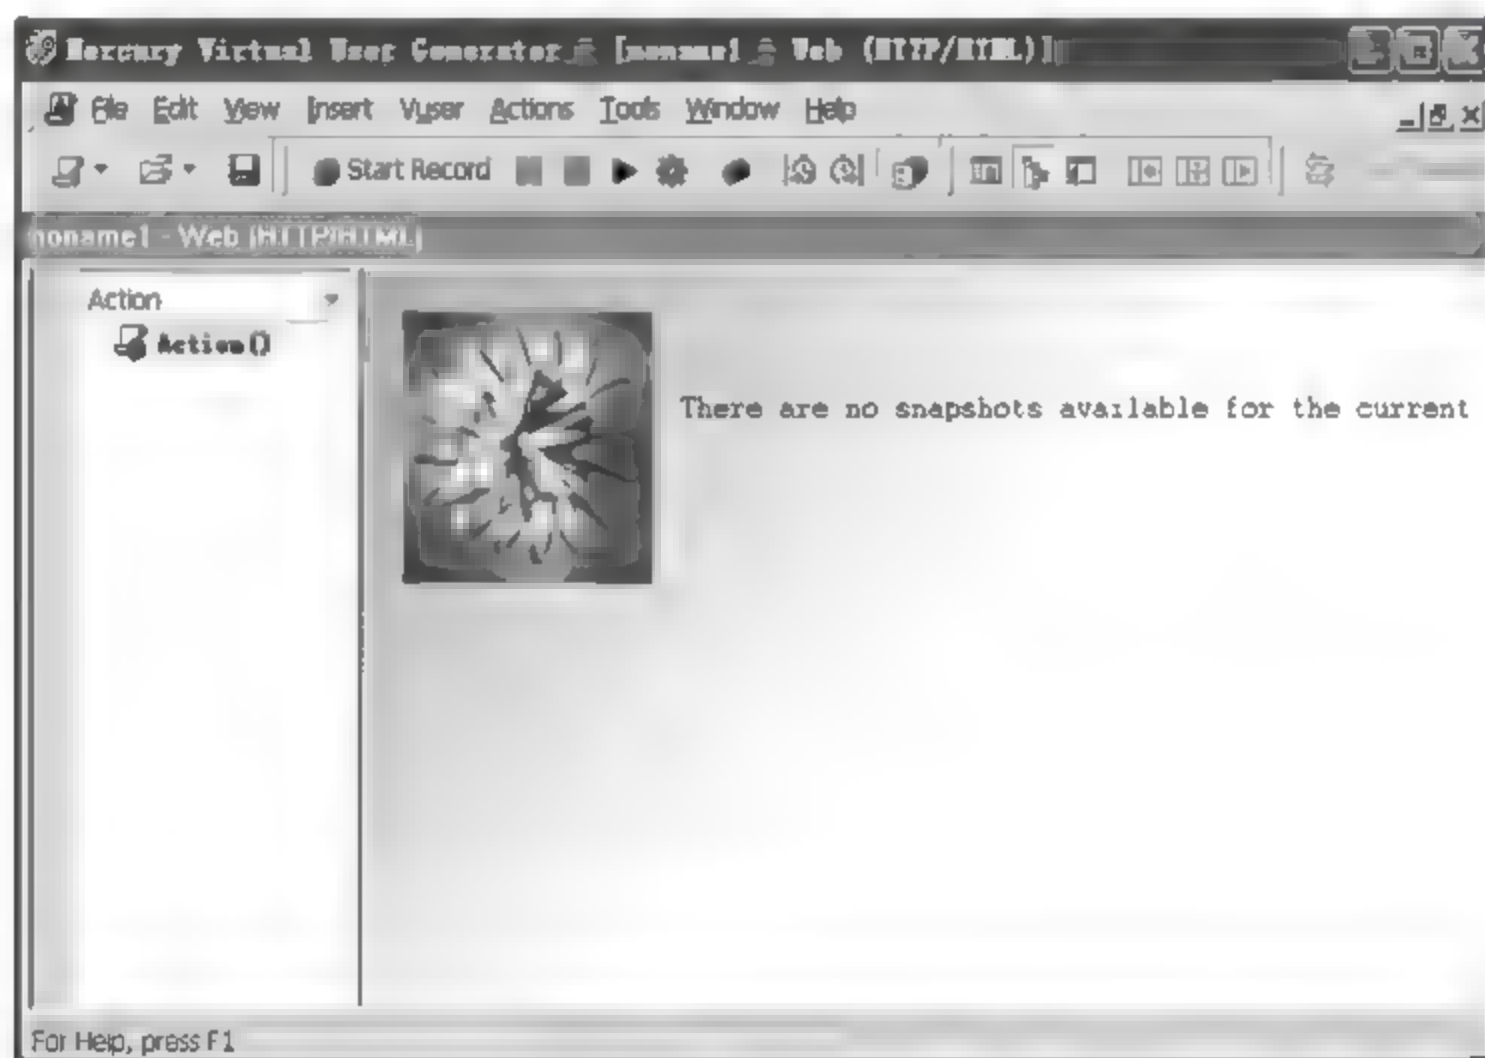 Mercury Virtual User Generator - [noname1 - Web (HTTP/HTML)]
File Edit View Insert Vuser Actions Tools Window Help
Start Record
noname1 - Web (HTTP/HTML)
Action
Action()
There are no snapshots available for the current
For Help, press F1